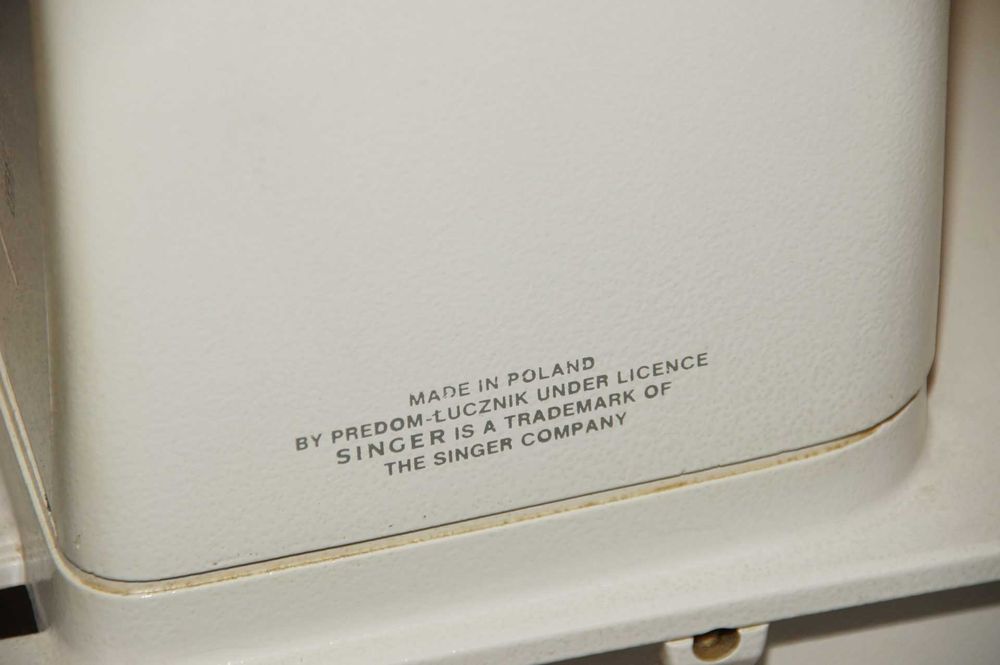 MADE IN POLAND
BY PREDOM-ŁUCZNIK UNDER LICENCE
SINGER IS A TRADEMARK OF
THE SINGER COMPANY